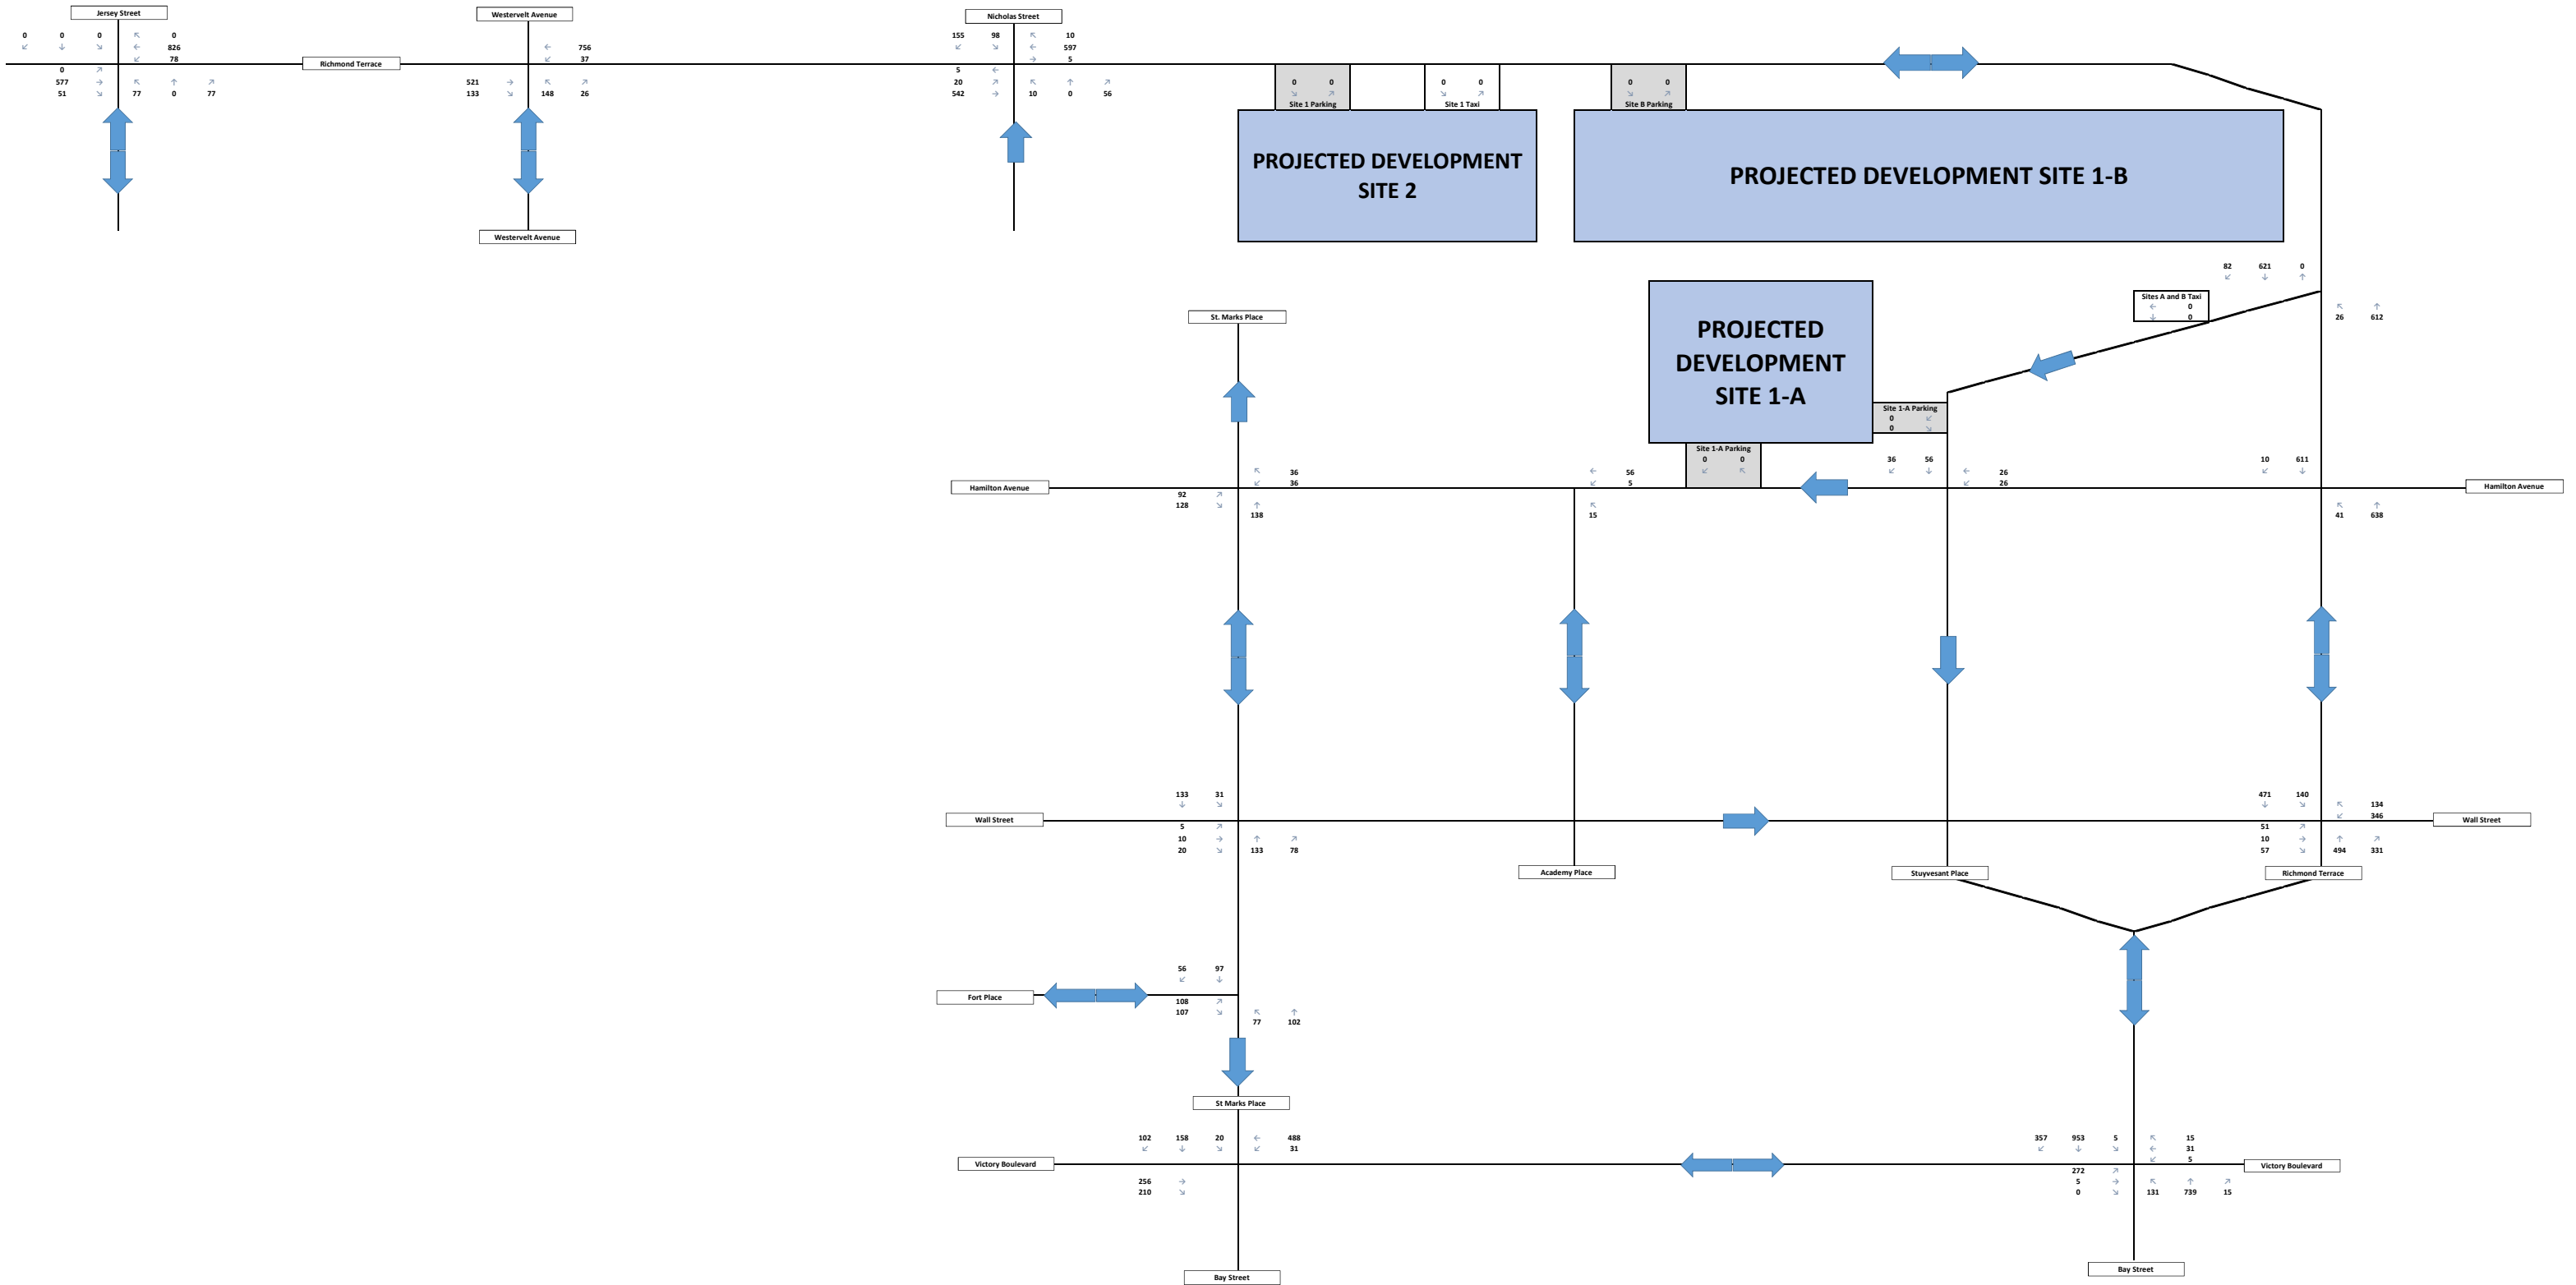 Jersey Street
Westervelt Avenue
Nicholas Street
0 0 0 ↖ 0
↙ ↓ ↘ ← 826
↙ 78
0 ↗
577 → ↖ ↑ ↗
51 ↘ 77 0 77
Richmond Terrace
← 756
↙ 37
521 → ↖ ↗
133 ↘ 148 26
Westervelt Avenue
155 98 ↖ 10
↙ ↘ ← 597
→ 5
5 ←
20 ↗ ↖ ↑ ↗
542 → 10 0 56
0 0
↘ ↗
Site 1 Parking
0 0
↘ ↗
Site 1 Taxi
0 0
↘ ↗
Site B Parking
PROJECTED DEVELOPMENT
SITE 2
PROJECTED DEVELOPMENT SITE 1-B
82 621 0
↙ ↓ ↑
Sites A and B Taxi
← 0
↓ 0
↖ ↑
26 612
St. Marks Place
PROJECTED
DEVELOPMENT
SITE 1-A
Site 1-A Parking
0 ↙
0 ↘
Site 1-A Parking
0 0
↙ ↖
Hamilton Avenue
↖ 36
↙ 36
92 ↗
128 ↘ ↑
138
← 56
↙ 5
↖
15
36 56
↙ ↓ ← 26
↙ 26
10 611
↙ ↓
↖ ↑
41 638
Hamilton Avenue
133 31
↓ ↘
Wall Street
5 ↗
10 → ↑ ↗
20 ↘ 133 78
471 140
↓ ↘ ↖ 134
↙ 346
51 ↗
10 → ↑ ↗
57 ↘ 494 331
Wall Street
Academy Place
Stuyvesant Place
Richmond Terrace
56 97
↙ ↓
Fort Place
108 ↗
107 ↘ ↖ ↑
77 102
St Marks Place
102 158 20 ← 488
↙ ↓ ↘ ↙ 31
Victory Boulevard
256 →
210 ↘
357 953 5 ↖ 15
↙ ↓ ↘ ← 31
↙ 5
272 ↗
5 → ↖ ↑ ↗
0 ↘ 131 739 15
Victory Boulevard
Bay Street
Bay Street